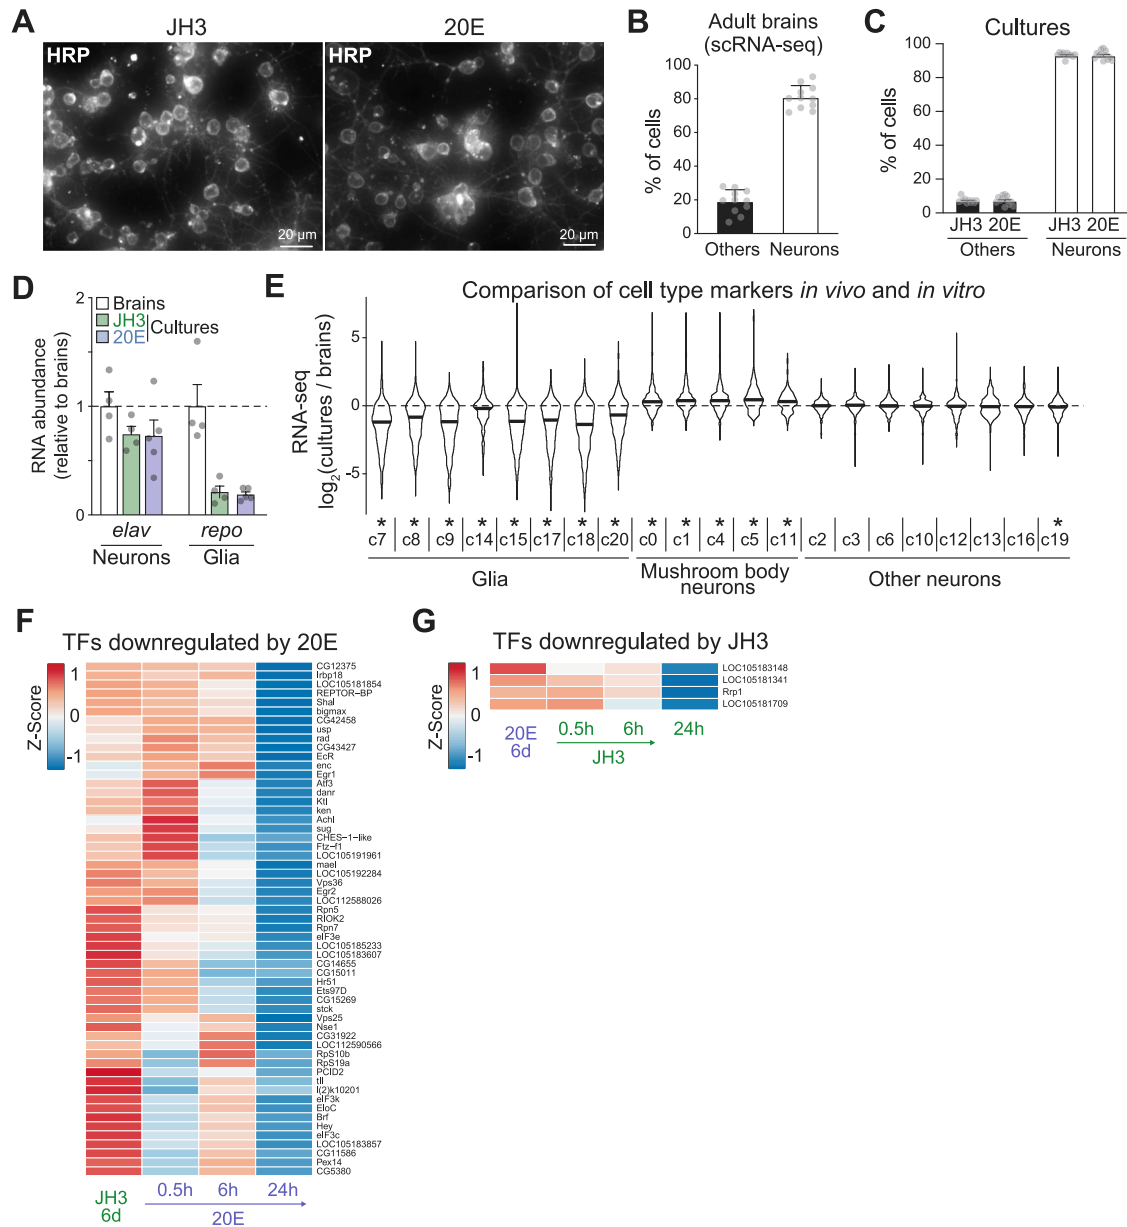 A
JH3
20E
HRP
HRP
20 µm
20 µm
B
Adult brains
(scRNA-seq)
% of cells
100
80
60
40
20
0
Others
Neurons
C
Cultures
% of cells
100
50
0
JH3 20E
JH3 20E
Others
Neurons
D
RNA abundance
(relative to brains)
2
1
0
Brains
JH3
20E
Cultures
elav
repo
Neurons
Glia
E
Comparison of cell type markers in vivo and in vitro
RNA-seq
log2(cultures / brains)
5
0
-5
* * * * * * * * * * * * * *
c7 c8 c9 c14 c15 c17 c18 c20 c0 c1 c4 c5 c11 c2 c3 c6 c10 c12 c13 c16 c19
Glia
Mushroom body
neurons
Other neurons
F
TFs downregulated by 20E
Z-Score
1
0
-1
CG12375
Irbp18
LOC105181854
REPTOR−BP
Shal
bigmax
CG42458
usp
rad
CG43427
EcR
enc
Egr1
Atf3
danr
Ktl
ken
Achl
sug
CHES−1−like
Ftz−f1
LOC105191961
mael
LOC105192284
Vps36
Egr2
LOC112588026
Rpn5
RIOK2
Rpn7
eIF3e
LOC105185233
LOC105183607
CG14655
CG15011
Hr51
Ets97D
CG15269
stck
Vps25
Nse1
CG31922
LOC112590566
RpS10b
RpS19a
PCID2
tll
l(2)k10201
eIF3k
EloC
Brf
Hey
eIF3c
LOC105183857
CG11586
Pex14
CG5380
JH3
6d
0.5h
6h
24h
20E
G
TFs downregulated by JH3
Z-Score
1
0
-1
LOC105183148
LOC105181341
Rrp1
LOC105181709
20E
6d
0.5h
6h
24h
JH3